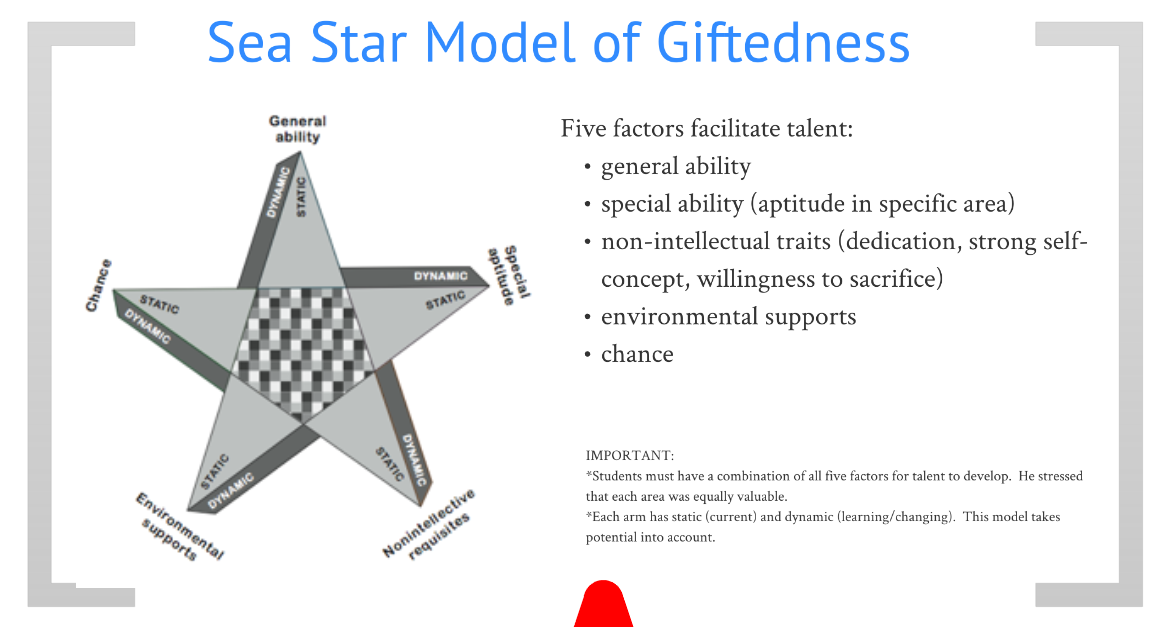 Sea Star Model of Giftedness
General
ability
DYNAMIC
STATIC
Special
aptitude
DYNAMIC
STATIC
Chance
STATIC
DYNAMIC
STATIC
DYNAMIC
Environmental
supports
STATIC
DYNAMIC
Nonintellective
requisites
Five factors facilitate talent:
• general ability
• special ability (aptitude in specific area)
• non-intellectual traits (dedication, strong self-
concept, willingness to sacrifice)
• environmental supports
• chance
IMPORTANT:
*Students must have a combination of all five factors for talent to develop.  He stressed
that each area was equally valuable.
*Each arm has static (current) and dynamic (learning/changing).  This model takes
potential into account.